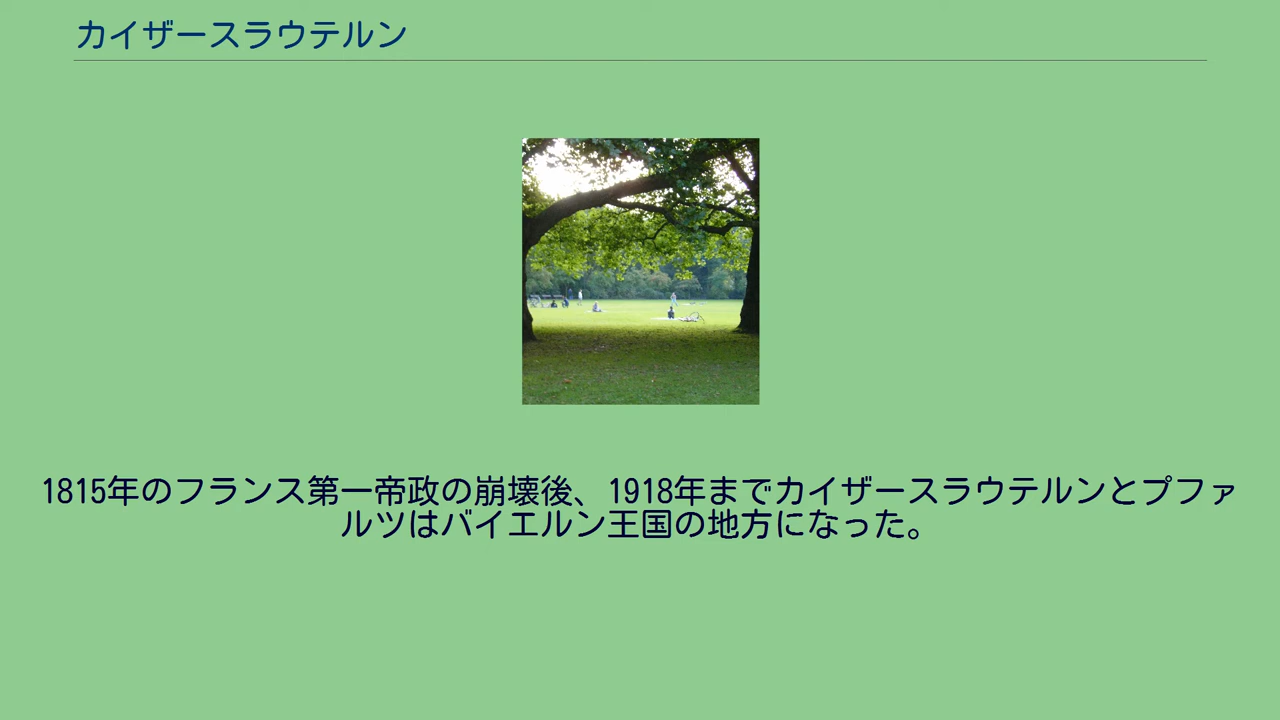 カイザースラウテルン
1815年のフランス第一帝政の崩壊後、1918年までカイザースラウテルンとプファ
ルツはバイエルン王国の地方になった。